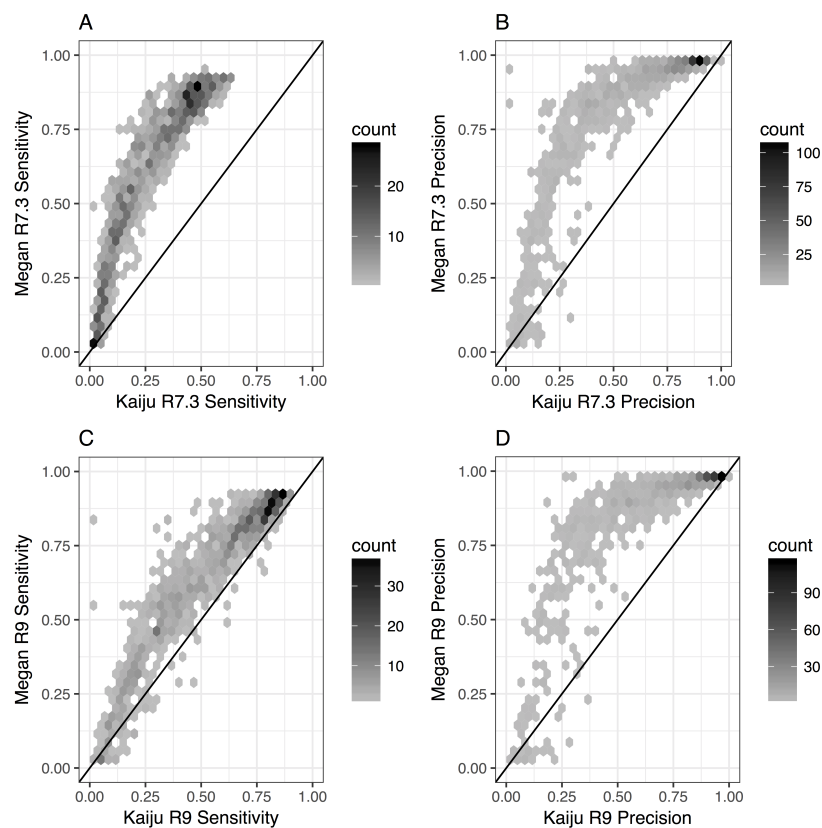 A
Megan R7.3 Sensitivity
1.00
0.75
0.50
0.25
0.00
0.00 0.25 0.50 0.75 1.00
Kaiju R7.3 Sensitivity
count
20
10
B
Megan R7.3 Precision
1.00
0.75
0.50
0.25
0.00
0.00 0.25 0.50 0.75 1.00
Kaiju R7.3 Precision
count
100
75
50
25
C
Megan R9 Sensitivity
1.00
0.75
0.50
0.25
0.00
0.00 0.25 0.50 0.75 1.00
Kaiju R9 Sensitivity
count
30
20
10
D
Megan R9 Precision
1.00
0.75
0.50
0.25
0.00
0.00 0.25 0.50 0.75 1.00
Kaiju R9 Precision
count
90
60
30